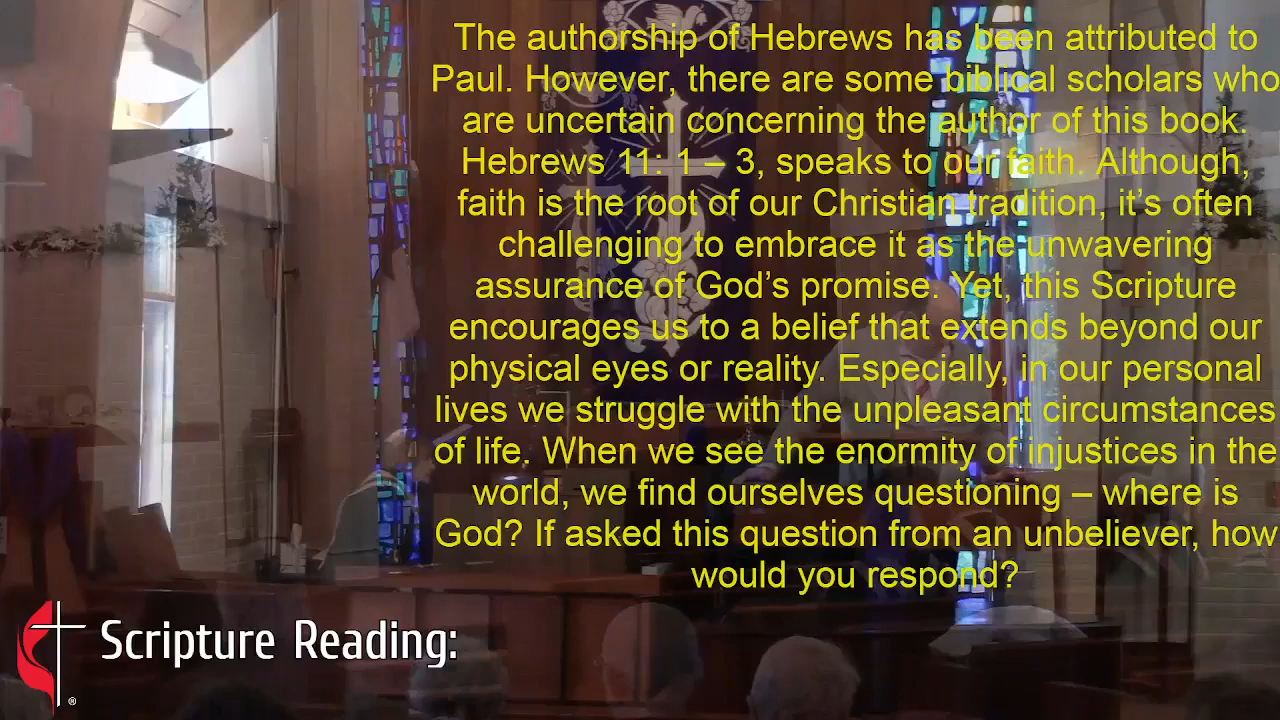 The authorship of Hebrews has been attributed to
Paul. However, there are some biblical scholars who
are uncertain concerning the author of this book.
Hebrews 11: 1 – 3, speaks to our faith. Although,
faith is the root of our Christian tradition, it’s often
challenging to embrace it as the unwavering
assurance of God’s promise. Yet, this Scripture
encourages us to a belief that extends beyond our
physical eyes or reality. Especially, in our personal
lives we struggle with the unpleasant circumstances
of life. When we see the enormity of injustices in the
world, we find ourselves questioning – where is
God? If asked this question from an unbeliever, how
would you respond?
Scripture Reading:
®